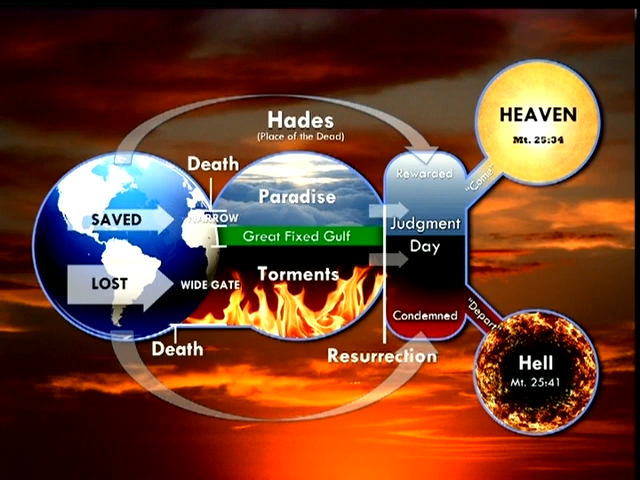 Hades
(Place of the Dead)
HEAVEN
Mt. 25:34
Death
Rewarded
"Come"
Paradise
SAVED
NARROW
Judgment
Day
Great Fixed Gulf
LOST
WIDE GATE
Torments
Condemned
"Depart"
Death
Resurrection
Hell
Mt. 25:41